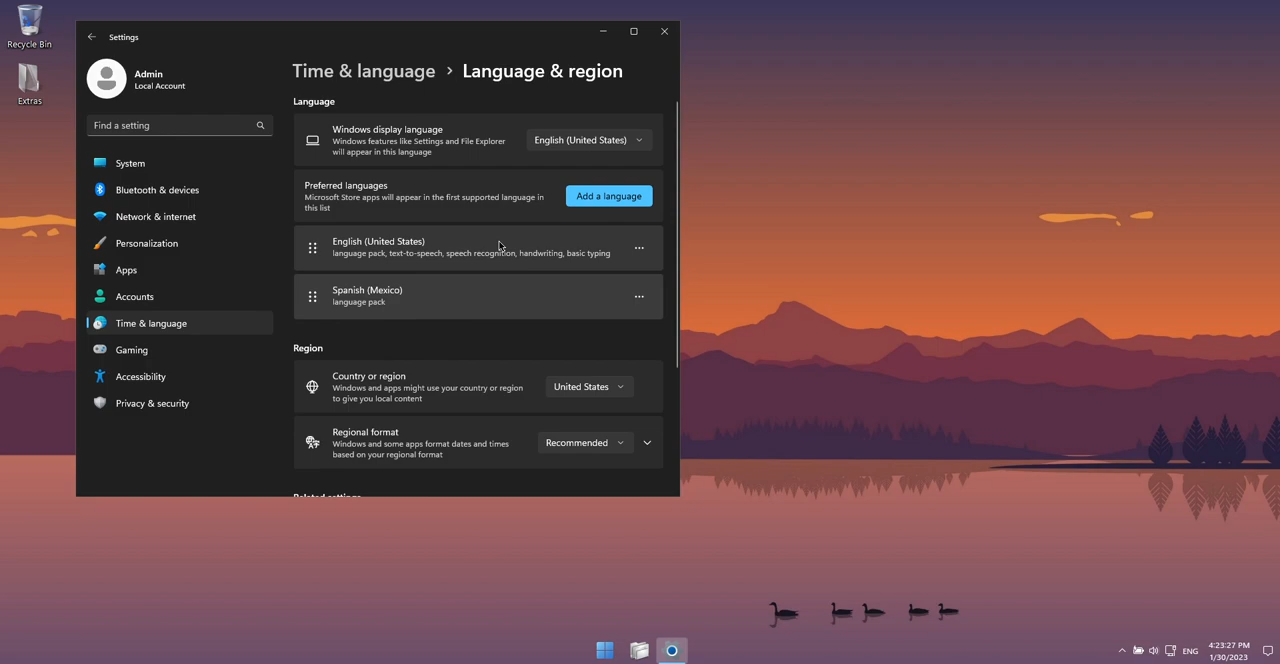 Recycle Bin
Extras
Settings
Admin
Local Account
Find a setting
System
Bluetooth & devices
Network & internet
Personalization
Apps
Accounts
Time & language
Gaming
Accessibility
Privacy & security
Time & language › Language & region
Language
Windows display language
Windows features like Settings and File Explorer
will appear in this language
English (United States)
Preferred languages
Microsoft Store apps will appear in the first supported language in
this list
Add a language
English (United States)
language pack, text-to-speech, speech recognition, handwriting, basic typing
Spanish (Mexico)
language pack
Region
Country or region
Windows and apps might use your country or region
to give you local content
United States
Regional format
Windows and some apps format dates and times
based on your regional format
Recommended
Related settings
ENG
4:23:27 PM
1/30/2023